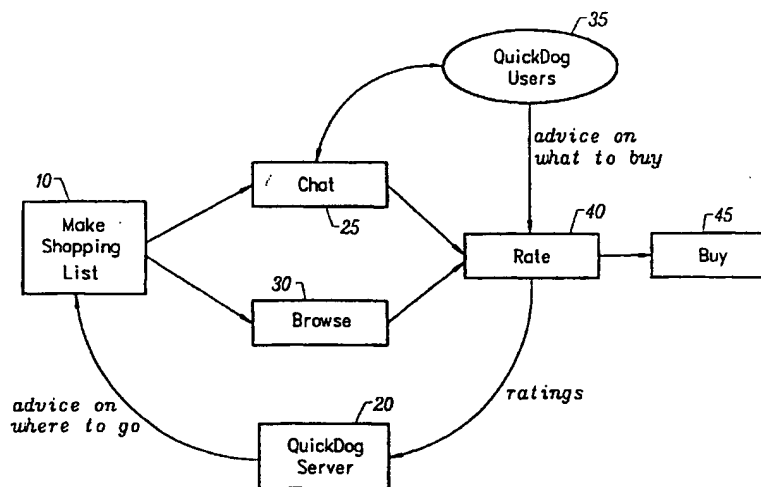 35
QuickDog
Users
advice on
what to buy
10
Make
Shopping
List
Chat
25
40
Rate
45
Buy
30
Browse
advice on
where to go
20
QuickDog
Server
ratings